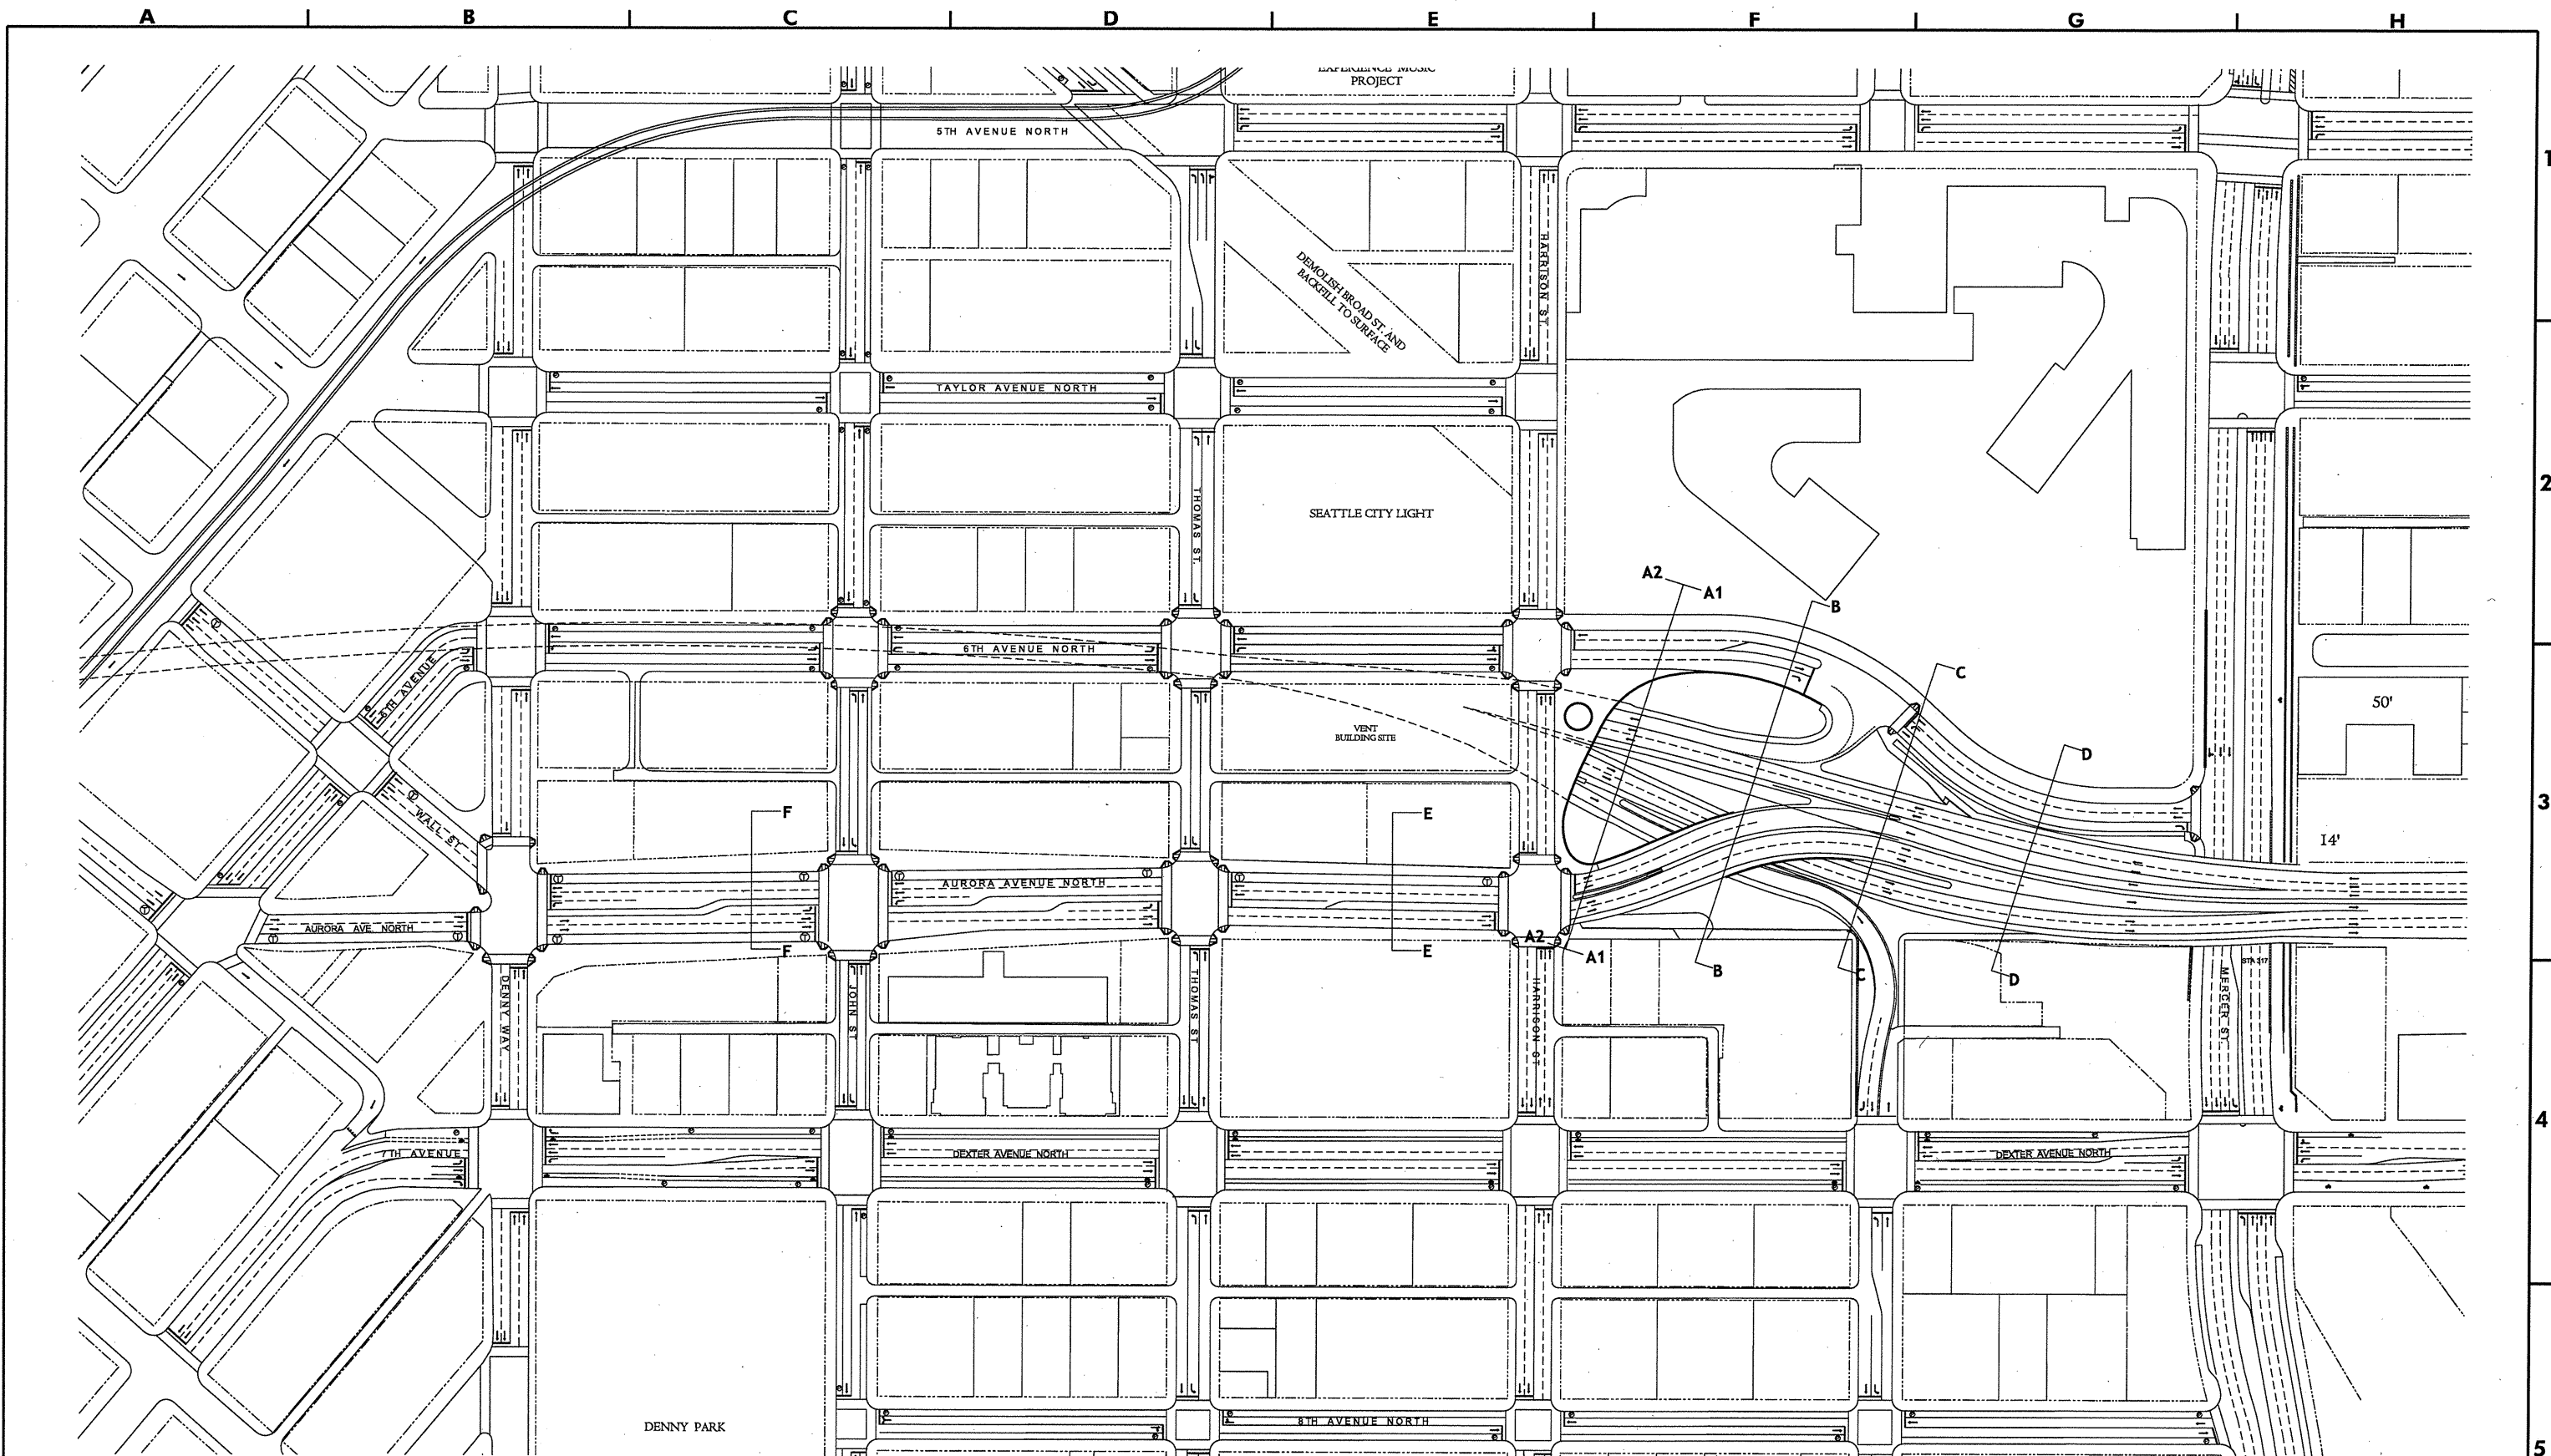 A B C D E F G H
EXPERIENCE MUSIC
PROJECT
5TH AVENUE NORTH
1
HARRISON ST.
DEMOLISH BROAD ST. AND
BACKFILL TO SURFACE
TAYLOR AVENUE NORTH
2
THOMAS ST.
SEATTLE CITY LIGHT
A2
A1
B
6TH AVENUE NORTH
6TH AVENUE
C
50'
VENT
BUILDING SITE
D
3
WALL ST
F
E
14'
AURORA AVENUE NORTH
AURORA AVE. NORTH
F
E
A2
A1
B
C
D
STA 317
DENNY WAY
JOHN ST
THOMAS ST
HARRISON ST
MERCER ST.
4
7TH AVENUE
DEXTER AVENUE NORTH
DEXTER AVENUE NORTH
DENNY PARK
8TH AVENUE NORTH
5